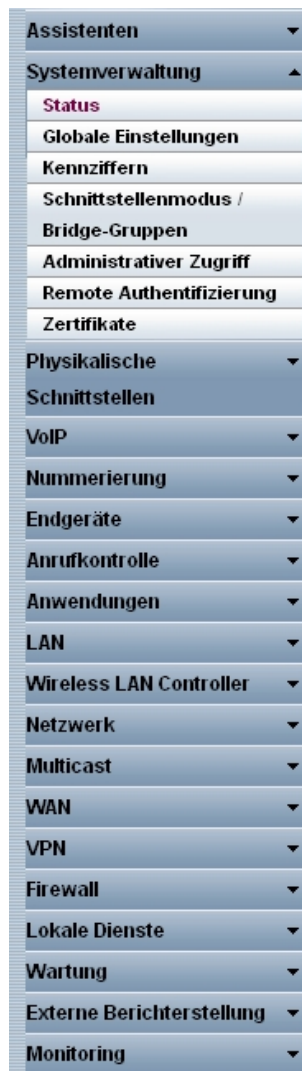 Assistenten
Systemverwaltung
Status
Globale Einstellungen
Kennziffern
Schnittstellenmodus /
Bridge-Gruppen
Administrativer Zugriff
Remote Authentifizierung
Zertifikate
Physikalische
Schnittstellen
VoIP
Nummerierung
Endgeräte
Anrufkontrolle
Anwendungen
LAN
Wireless LAN Controller
Netzwerk
Multicast
WAN
VPN
Firewall
Lokale Dienste
Wartung
Externe Berichterstellung
Monitoring